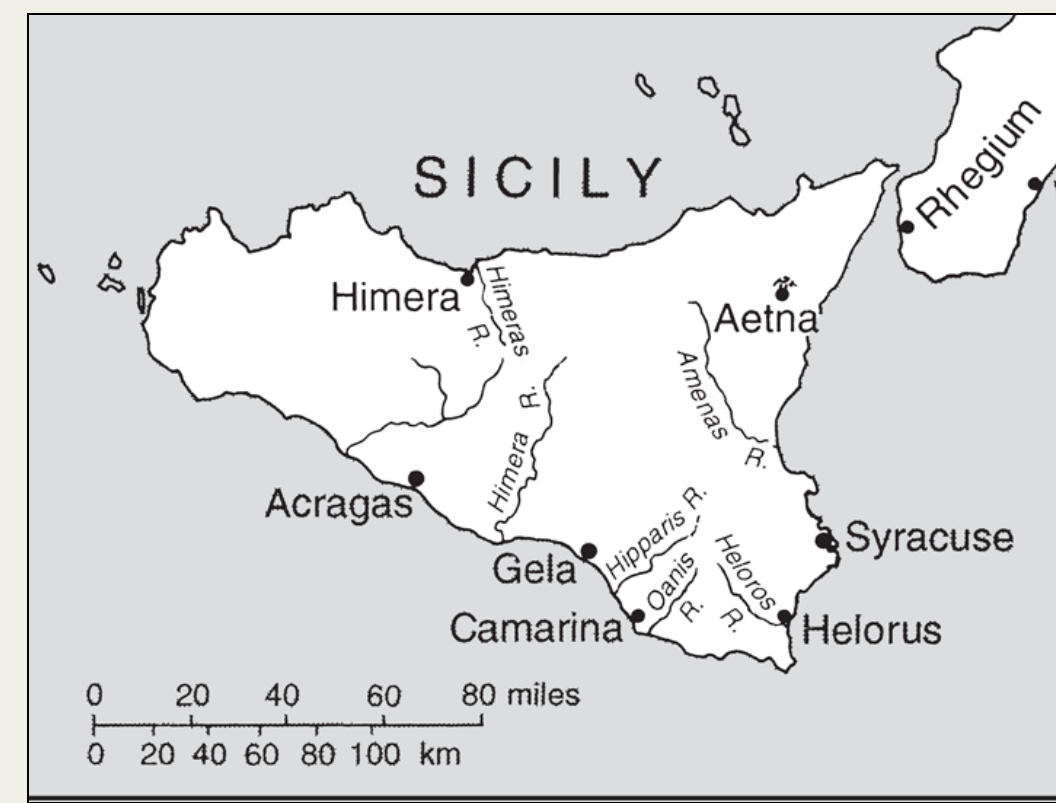 SICILY
Rhegium
Himera
Himeras
R.
Aetna
Amenas
R.
R.
Himera
Acragas
Syracuse
Hipparis R.
Gela
Oanis
R.
Heloros
R.
Camarina
Helorus
0 20 40 60 80 miles
0 20 40 60 80 100 km